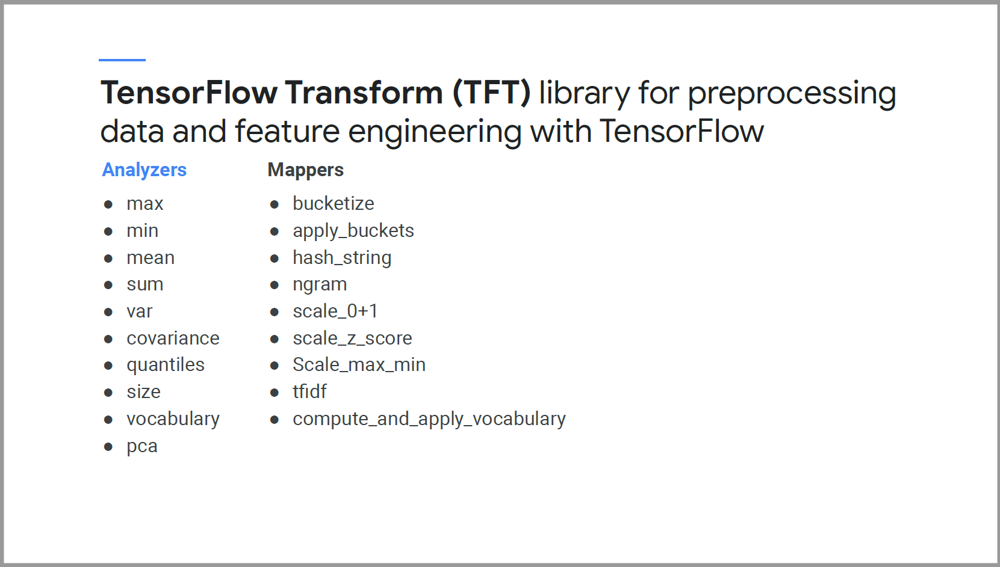 TensorFlow Transform (TFT) library for preprocessing
data and feature engineering with TensorFlow
Analyzers
● max
● min
● mean
● sum
● var
● covariance
● quantiles
● size
● vocabulary
● pca
Mappers
● bucketize
● apply_buckets
● hash_string
● ngram
● scale_0+1
● scale_z_score
● Scale_max_min
● tfidf
● compute_and_apply_vocabulary